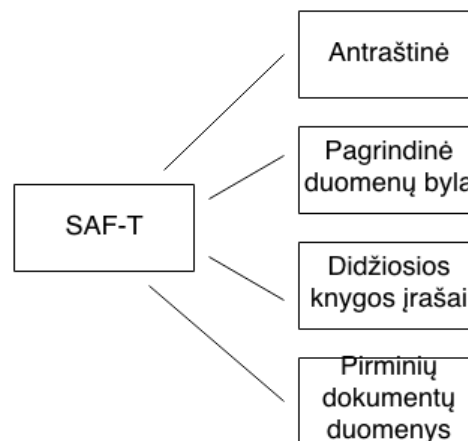 Antraštinė
Pagrindinė
duomenų byla
SAF-T
Didžiosios
knygos įrašai
Pirminių
dokumentų
duomenys